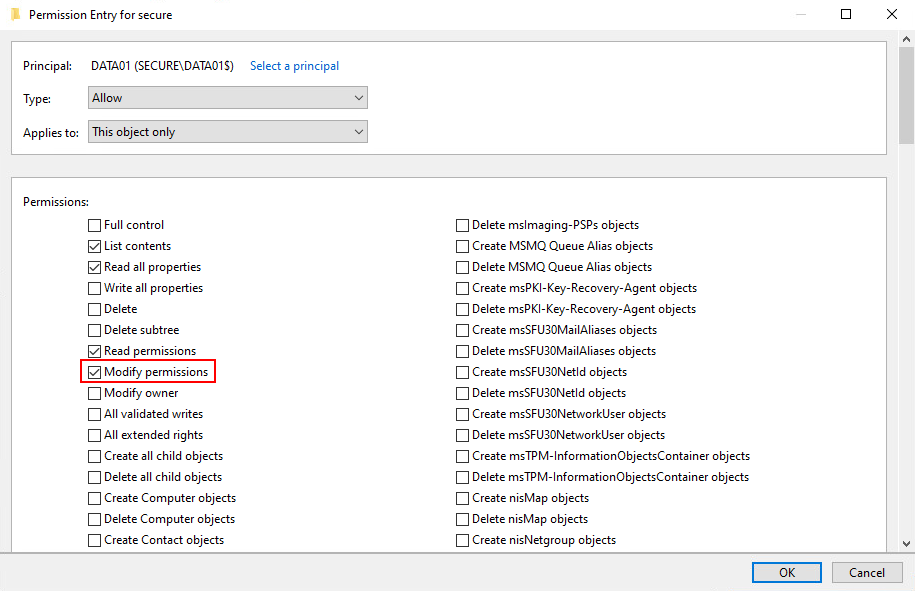 Permission Entry for secure
Principal: DATA01 (SECURE\DATA01$) Select a principal
Type: Allow
Applies to: This object only
Permissions:
Full control
List contents
Read all properties
Write all properties
Delete
Delete subtree
Read permissions
Modify permissions
Modify owner
All validated writes
All extended rights
Create all child objects
Delete all child objects
Create Computer objects
Delete Computer objects
Create Contact objects
Delete msImaging-PSPs objects
Create MSMQ Queue Alias objects
Delete MSMQ Queue Alias objects
Create msPKI-Key-Recovery-Agent objects
Delete msPKI-Key-Recovery-Agent objects
Create msSFU30MailAliases objects
Delete msSFU30MailAliases objects
Create msSFU30NetId objects
Delete msSFU30NetId objects
Create msSFU30NetworkUser objects
Delete msSFU30NetworkUser objects
Create msTPM-InformationObjectsContainer objects
Delete msTPM-InformationObjectsContainer objects
Create nisMap objects
Delete nisMap objects
Create nisNetgroup objects
OK Cancel